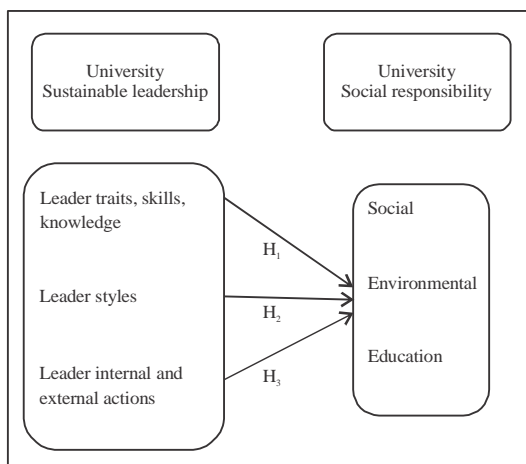 University
Sustainable leadership
University
Social responsibility
Leader traits, skills,
knowledge
Leader styles
Leader internal and
external actions
H₁
H₂
H₃
Social
Environmental
Education